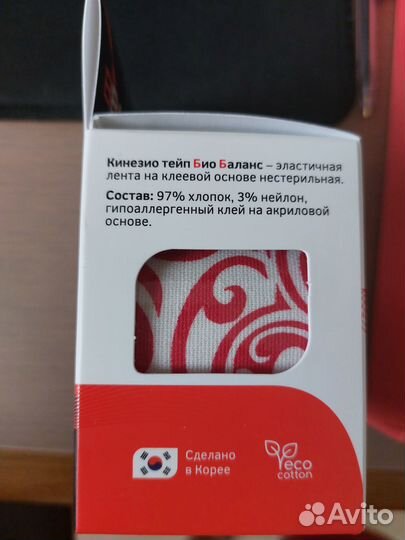 Кинезио тейп Био Баланс – эластичная
лента на клеевой основе нестерильная.
Состав: 97% хлопок, 3% нейлон,
гипоаллергенный клей на акриловой
основе.
Сделано
в Корее
eco
cotton
Avito